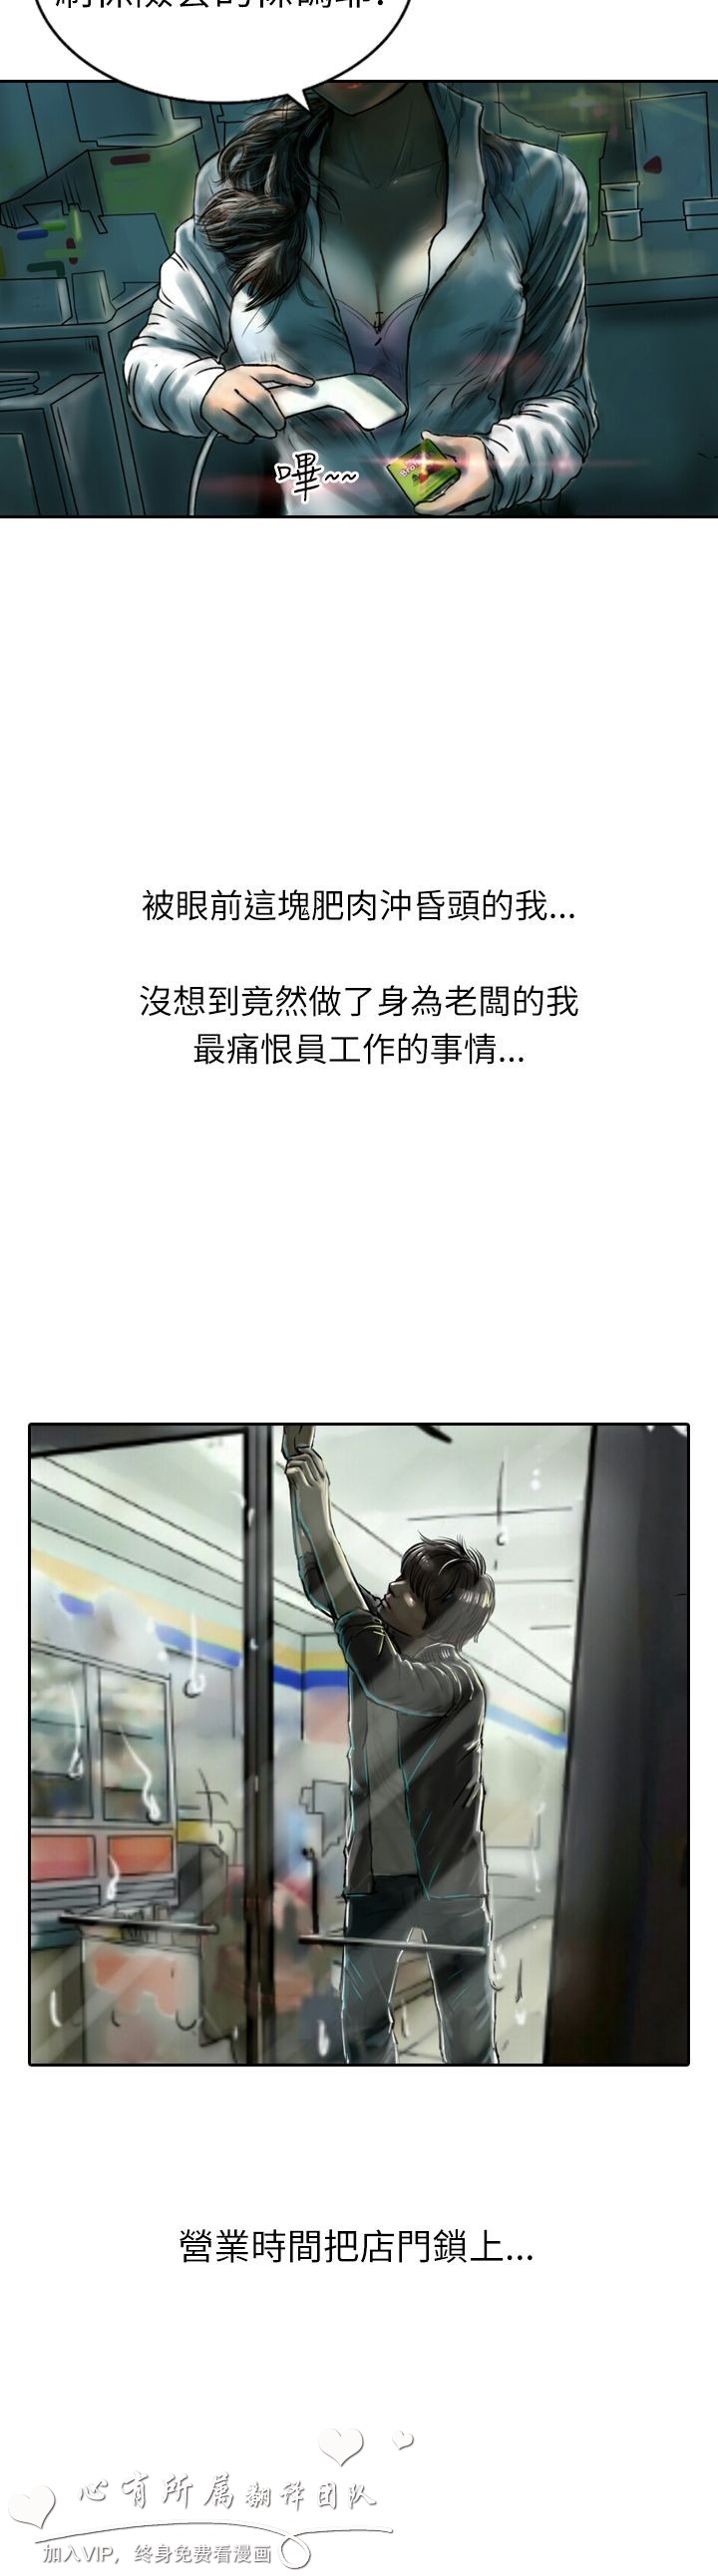 嗶~~
被眼前這塊肥肉沖昏頭的我...
沒想到竟然做了身為老闆的我
最痛恨員工作的事情...
營業時間把店門鎖上...
心有所属翻译团队
加入VIP，终身免费看漫画